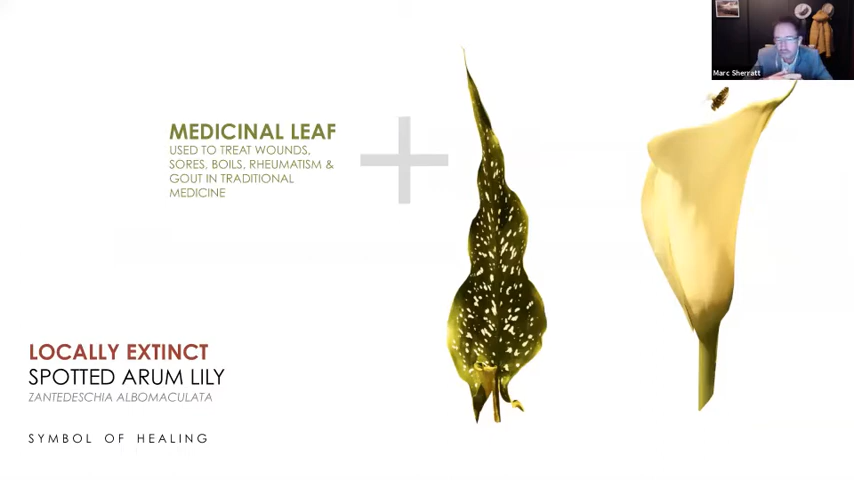 Marc Sherratt
MEDICINAL LEAF
USED TO TREAT WOUNDS,
SORES, BOILS, RHEUMATISM &
GOUT IN TRADITIONAL
MEDICINE
LOCALLY EXTINCT
SPOTTED ARUM LILY
ZANTEDESCHIA ALBOMACULATA
SYMBOL OF HEALING